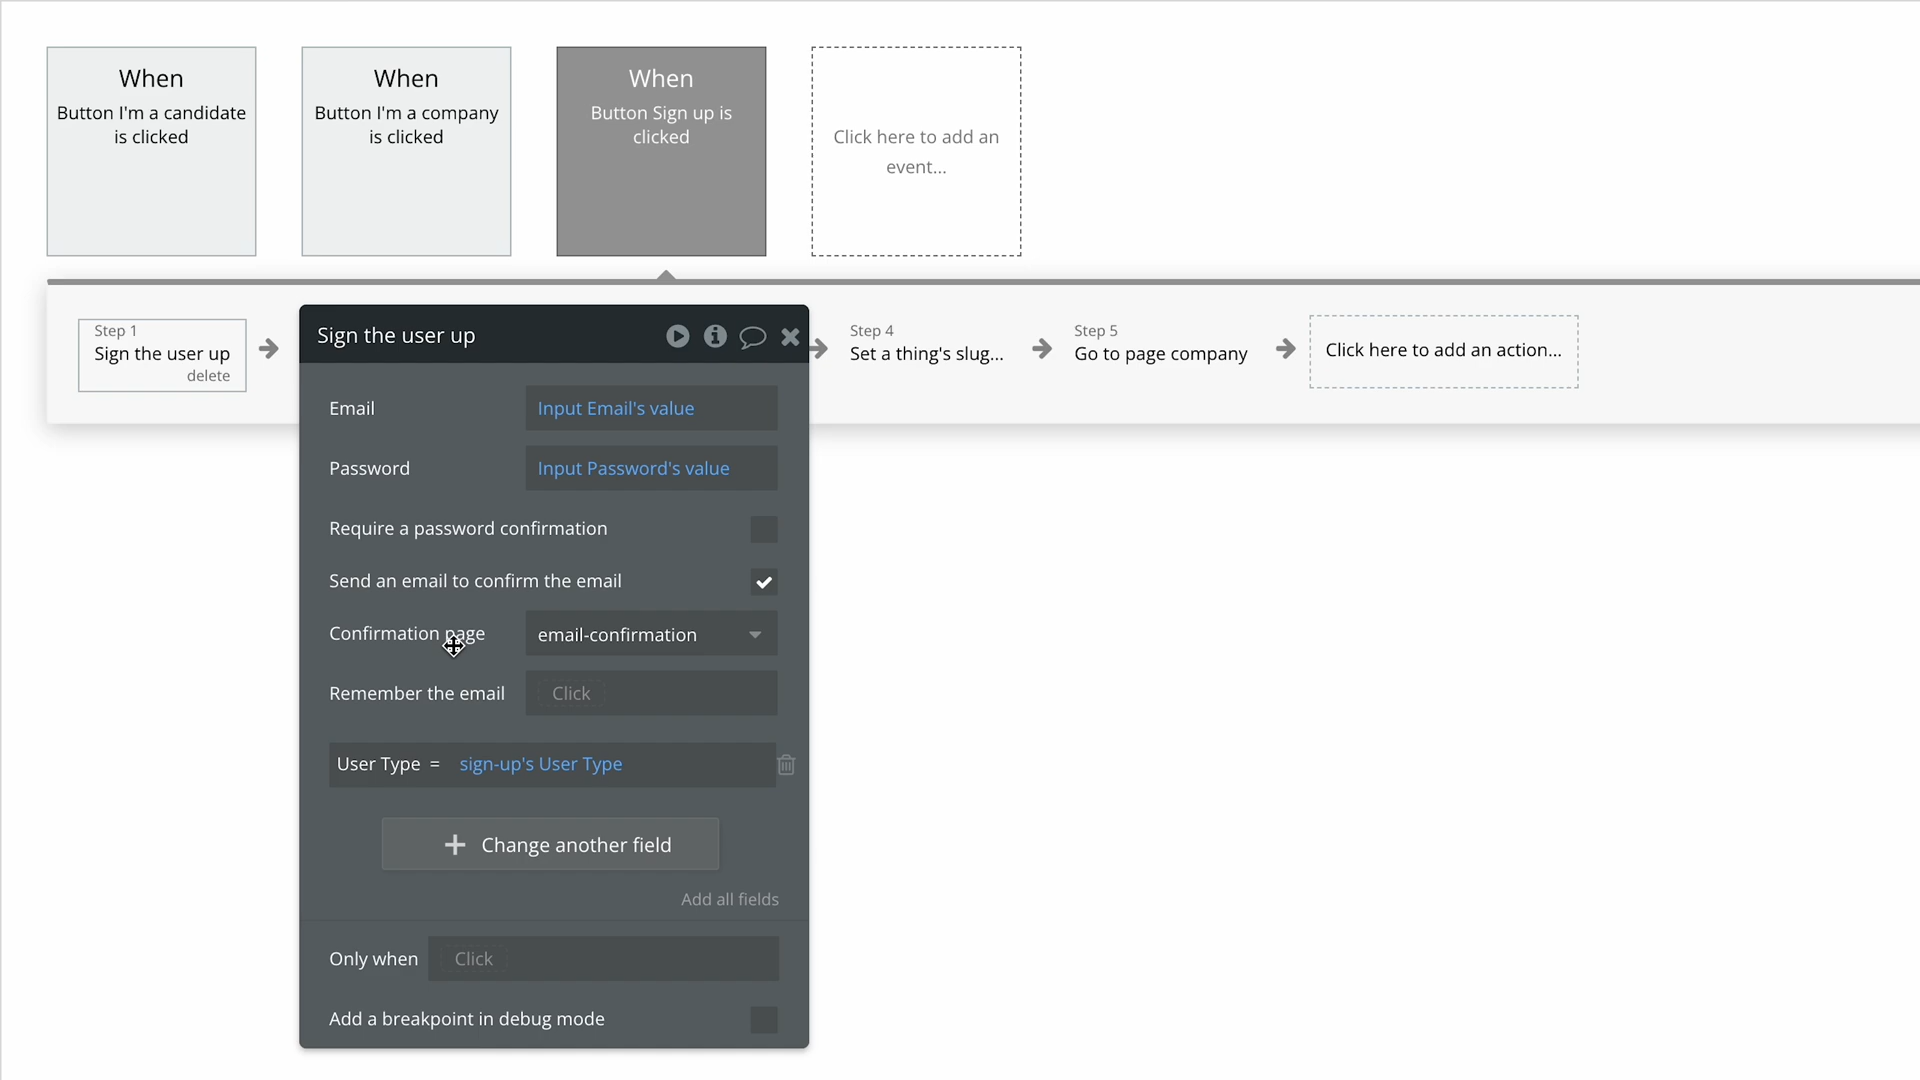 When
Button I'm a candidate
is clicked
When
Button I'm a company
is clicked
When
Button Sign up is
clicked
Click here to add an
event...
Step 1
Sign the user up
delete
Step 4
Set a thing's slug...
Step 5
Go to page company
Click here to add an action...
Sign the user up
Email
Input Email's value
Password
Input Password's value
Require a password confirmation
Send an email to confirm the email
Confirmation page
email-confirmation
Remember the email
Click
User Type = sign-up's User Type
Change another field
Add all fields
Only when
Click
Add a breakpoint in debug mode